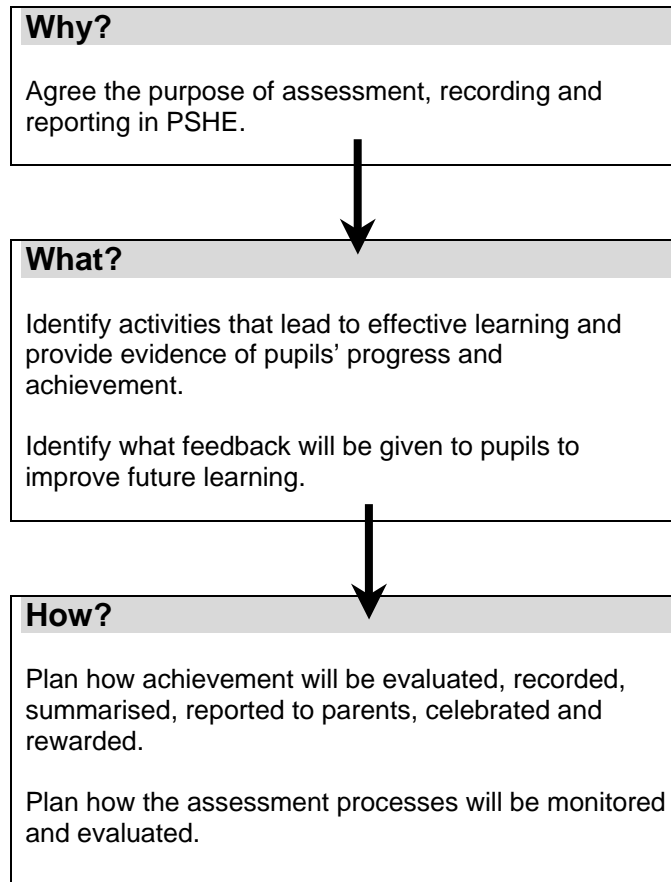 Why?
Agree the purpose of assessment, recording and
reporting in PSHE.
What?
Identify activities that lead to effective learning and
provide evidence of pupils’ progress and
achievement.
Identify what feedback will be given to pupils to
improve future learning.
How?
Plan how achievement will be evaluated, recorded,
summarised, reported to parents, celebrated and
rewarded.
Plan how the assessment processes will be monitored
and evaluated.